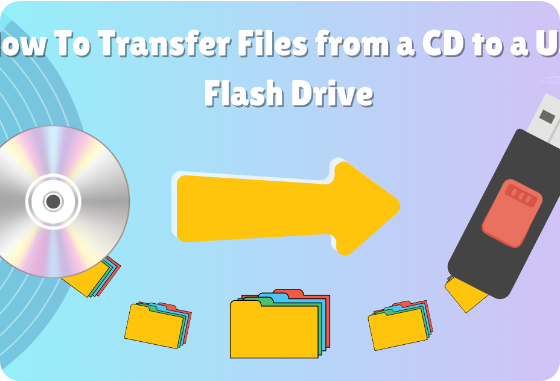 ow To Transfer Files from a CD to a U
Flash Drive